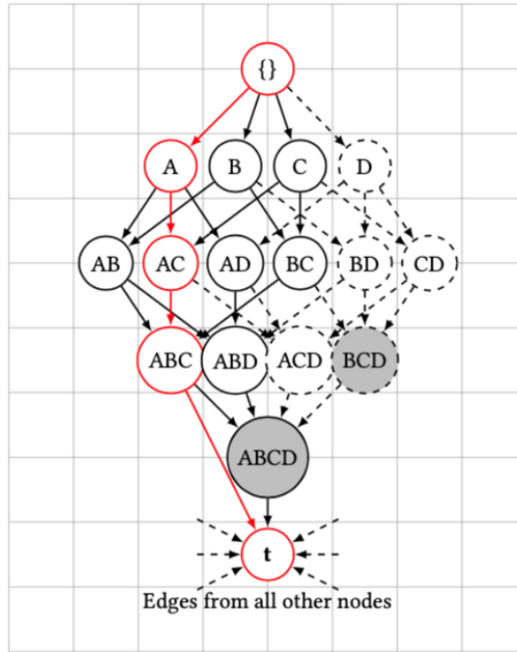 {}
A B C D
AB AC AD BC BD CD
ABC ABD ACD BCD
ABCD
t
Edges from all other nodes